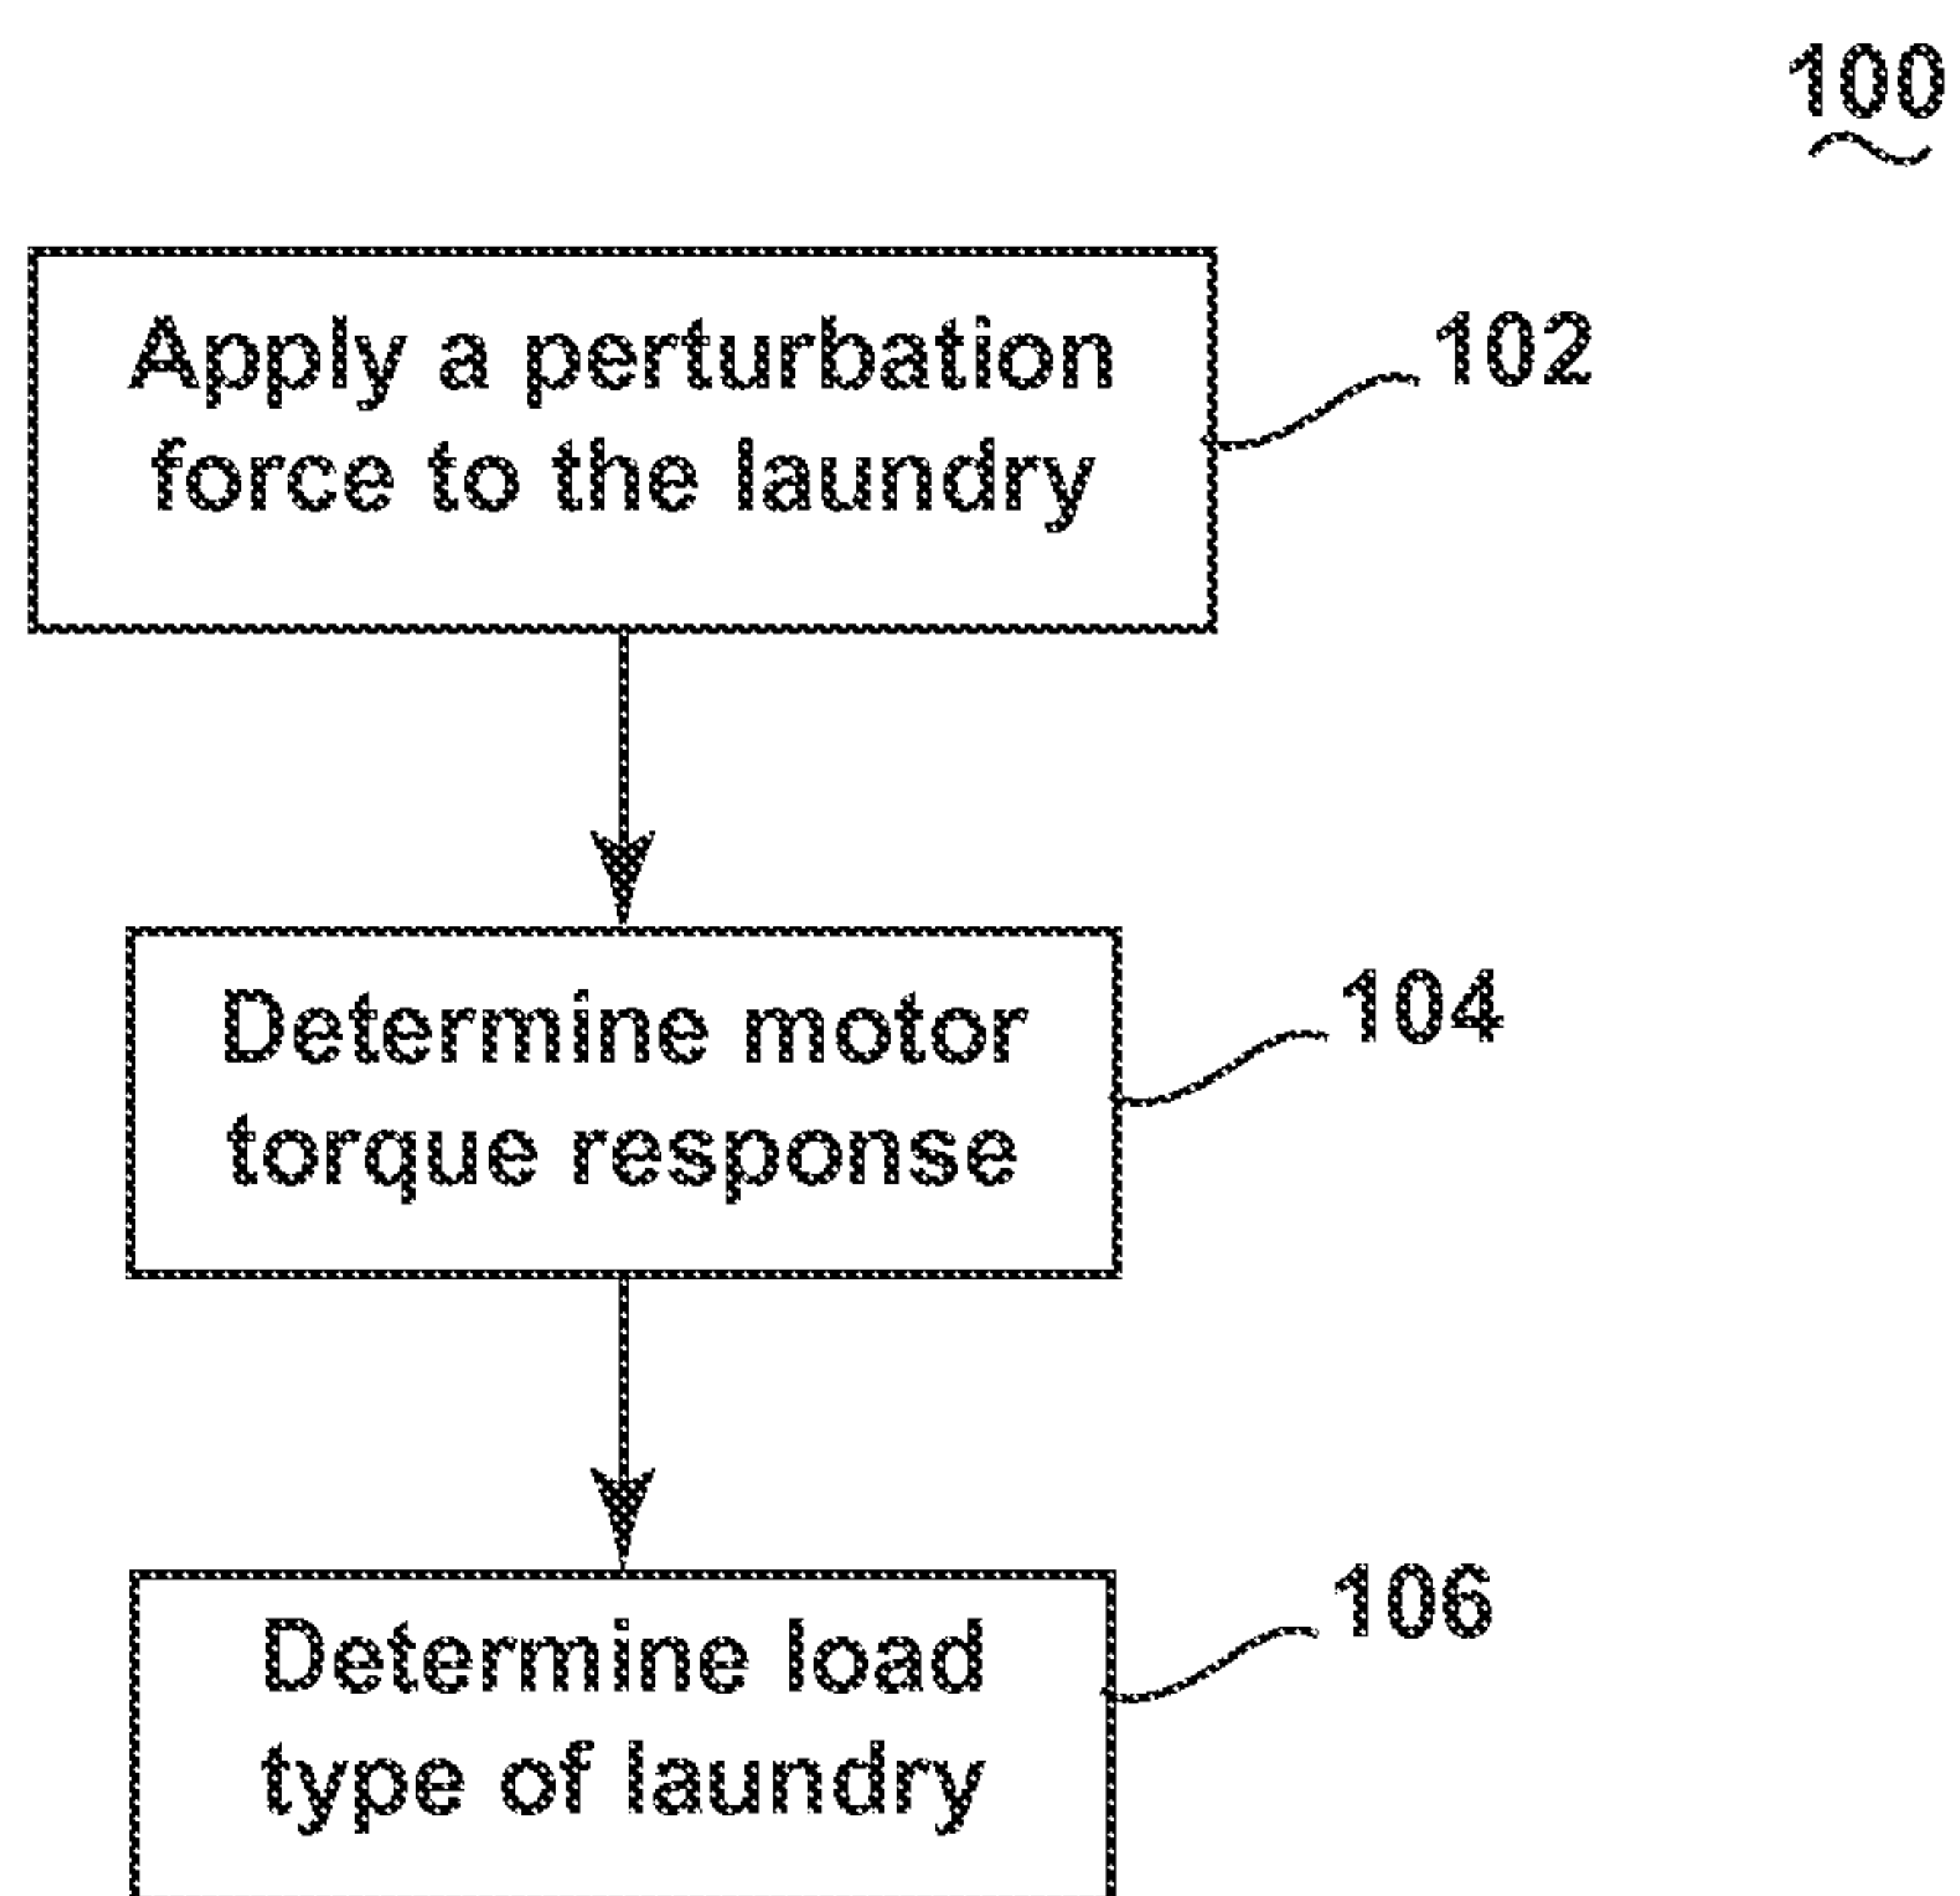 100
Apply a perturbation
force to the laundry
102
Determine motor
torque response
104
Determine load
type of laundry
106